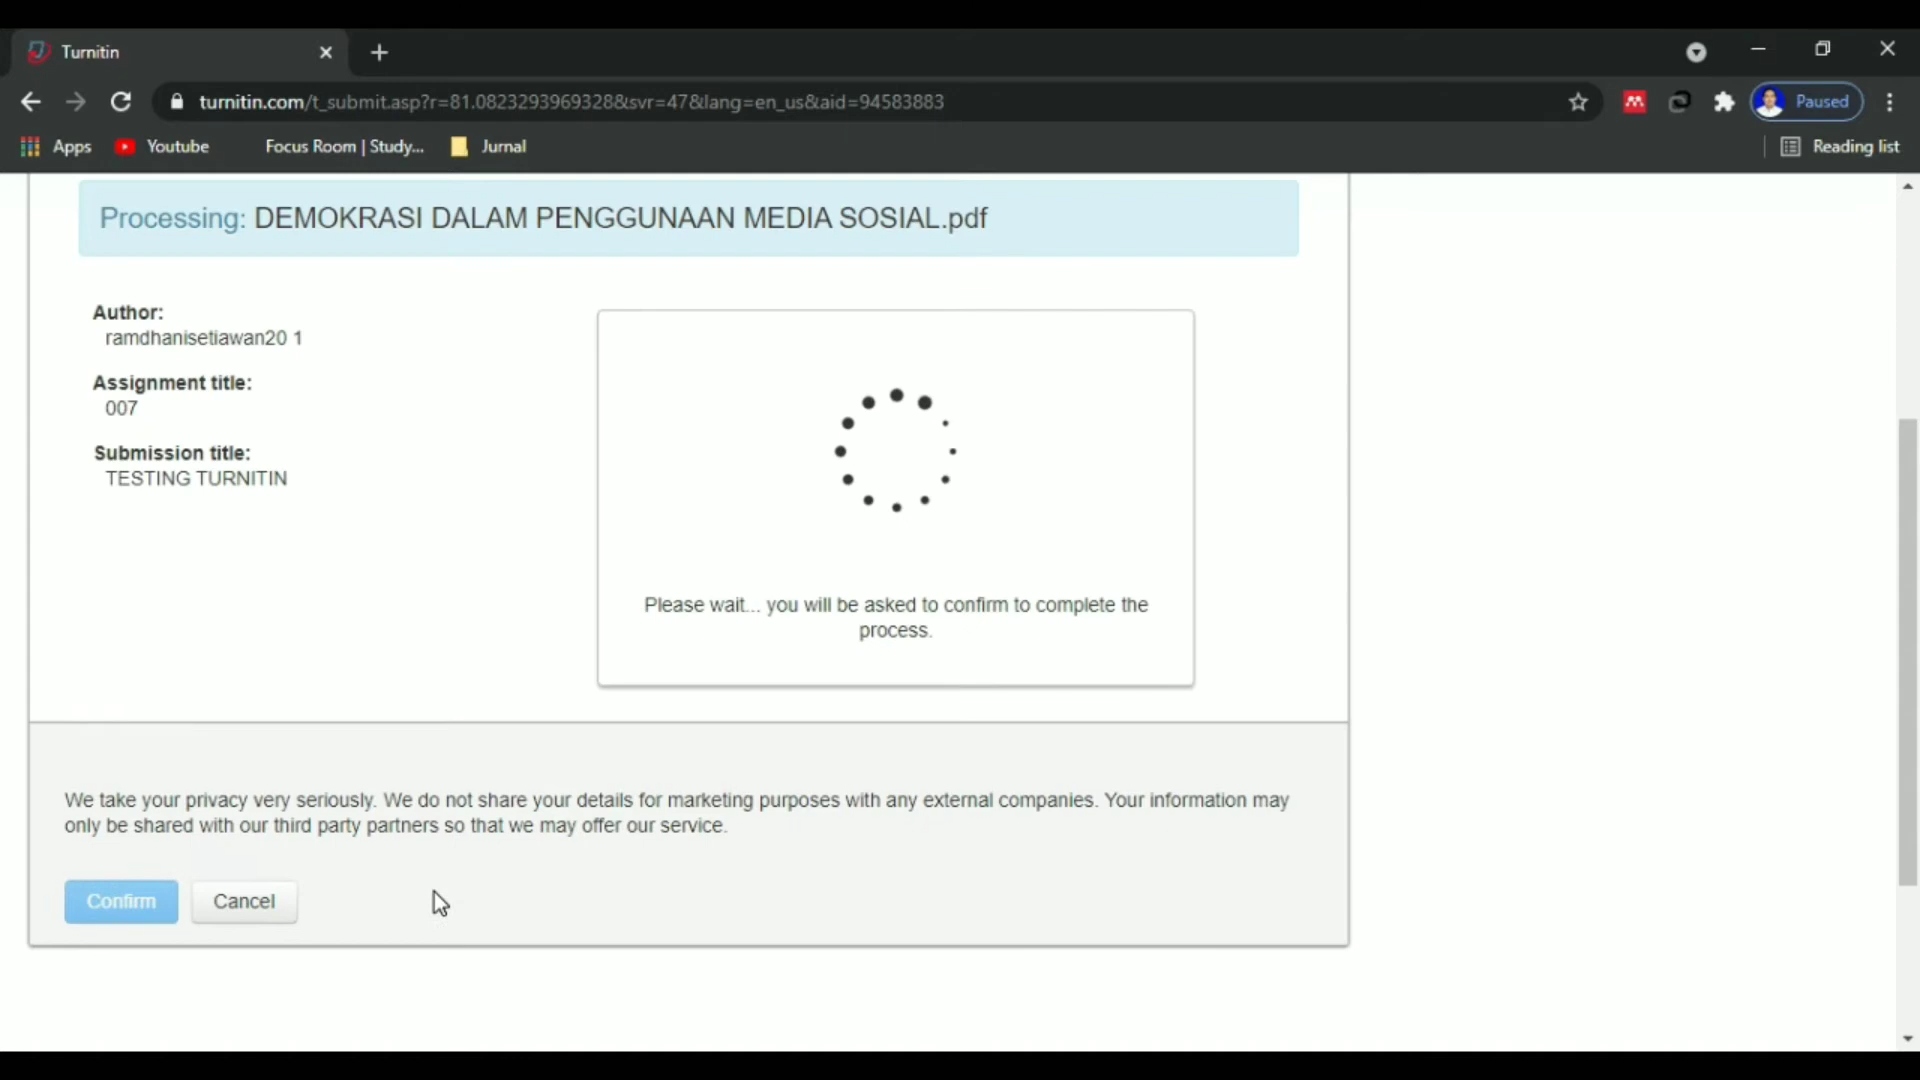 Turnitin
turnitin.com/t_submit.asp?r=81.0823293969328&svr=47&lang=en_us&aid=94583883
Paused
Apps
Youtube
Focus Room | Study...
Jurnal
Reading list
Processing: DEMOKRASI DALAM PENGGUNAAN MEDIA SOSIAL.pdf
Author:
ramdhanisetiawan20 1
Assignment title:
007
Submission title:
TESTING TURNITIN
Please wait... you will be asked to confirm to complete the
process.
We take your privacy very seriously. We do not share your details for marketing purposes with any external companies. Your information may
only be shared with our third party partners so that we may offer our service.
Confirm
Cancel